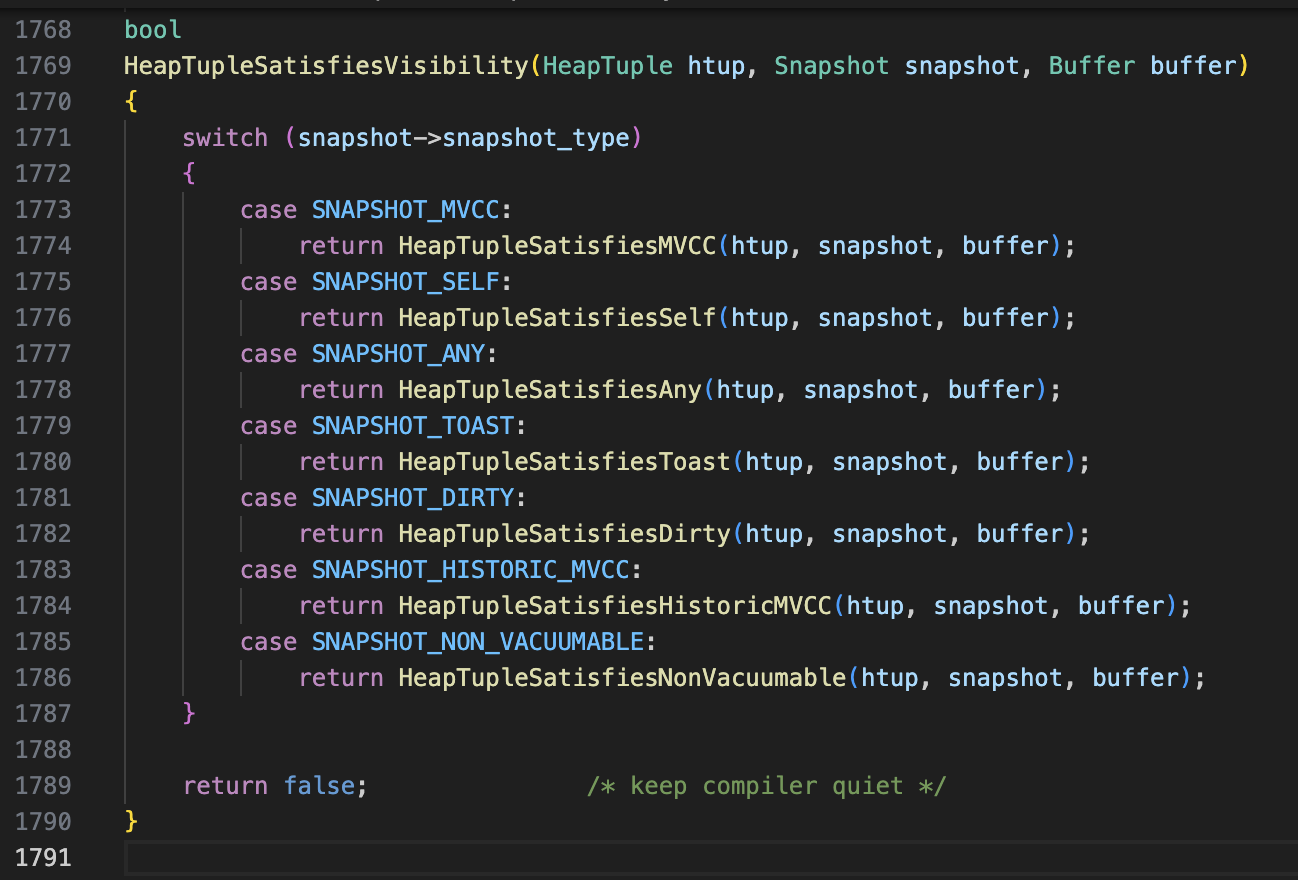 1768 bool
1769 HeapTupleSatisfiesVisibility(HeapTuple htup, Snapshot snapshot, Buffer buffer)
1770 {
1771     switch (snapshot->snapshot_type)
1772     {
1773         case SNAPSHOT_MVCC:
1774             return HeapTupleSatisfiesMVCC(htup, snapshot, buffer);
1775         case SNAPSHOT_SELF:
1776             return HeapTupleSatisfiesSelf(htup, snapshot, buffer);
1777         case SNAPSHOT_ANY:
1778             return HeapTupleSatisfiesAny(htup, snapshot, buffer);
1779         case SNAPSHOT_TOAST:
1780             return HeapTupleSatisfiesToast(htup, snapshot, buffer);
1781         case SNAPSHOT_DIRTY:
1782             return HeapTupleSatisfiesDirty(htup, snapshot, buffer);
1783         case SNAPSHOT_HISTORIC_MVCC:
1784             return HeapTupleSatisfiesHistoricMVCC(htup, snapshot, buffer);
1785         case SNAPSHOT_NON_VACUUMABLE:
1786             return HeapTupleSatisfiesNonVacuumable(htup, snapshot, buffer);
1787     }
1788
1789     return false;               /* keep compiler quiet */
1790 }
1791